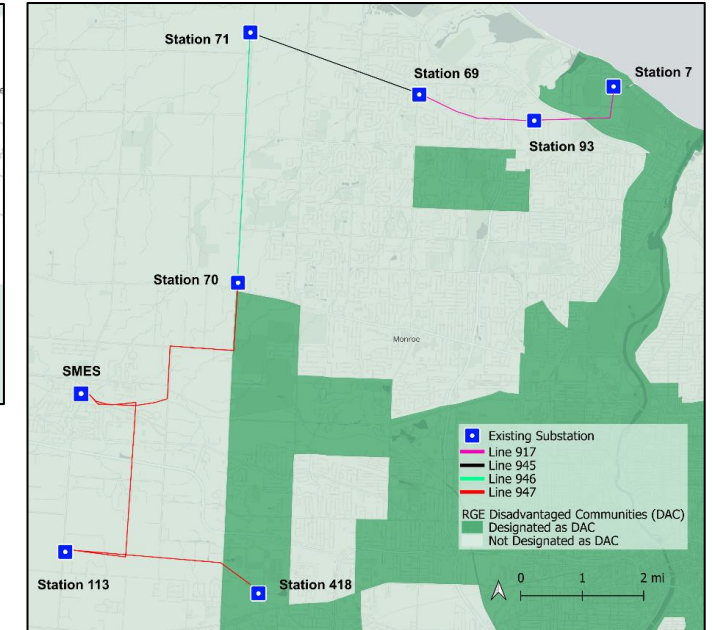 Station 71
Station 69
Station 7
Station 93
Station 70
Monroe
SMES
Existing Substation
Line 917
Line 945
Line 946
Line 947
RGE Disadvantaged Communities (DAC)
Designated as DAC
Not Designated as DAC
Station 113
Station 418
0 1 2 mi